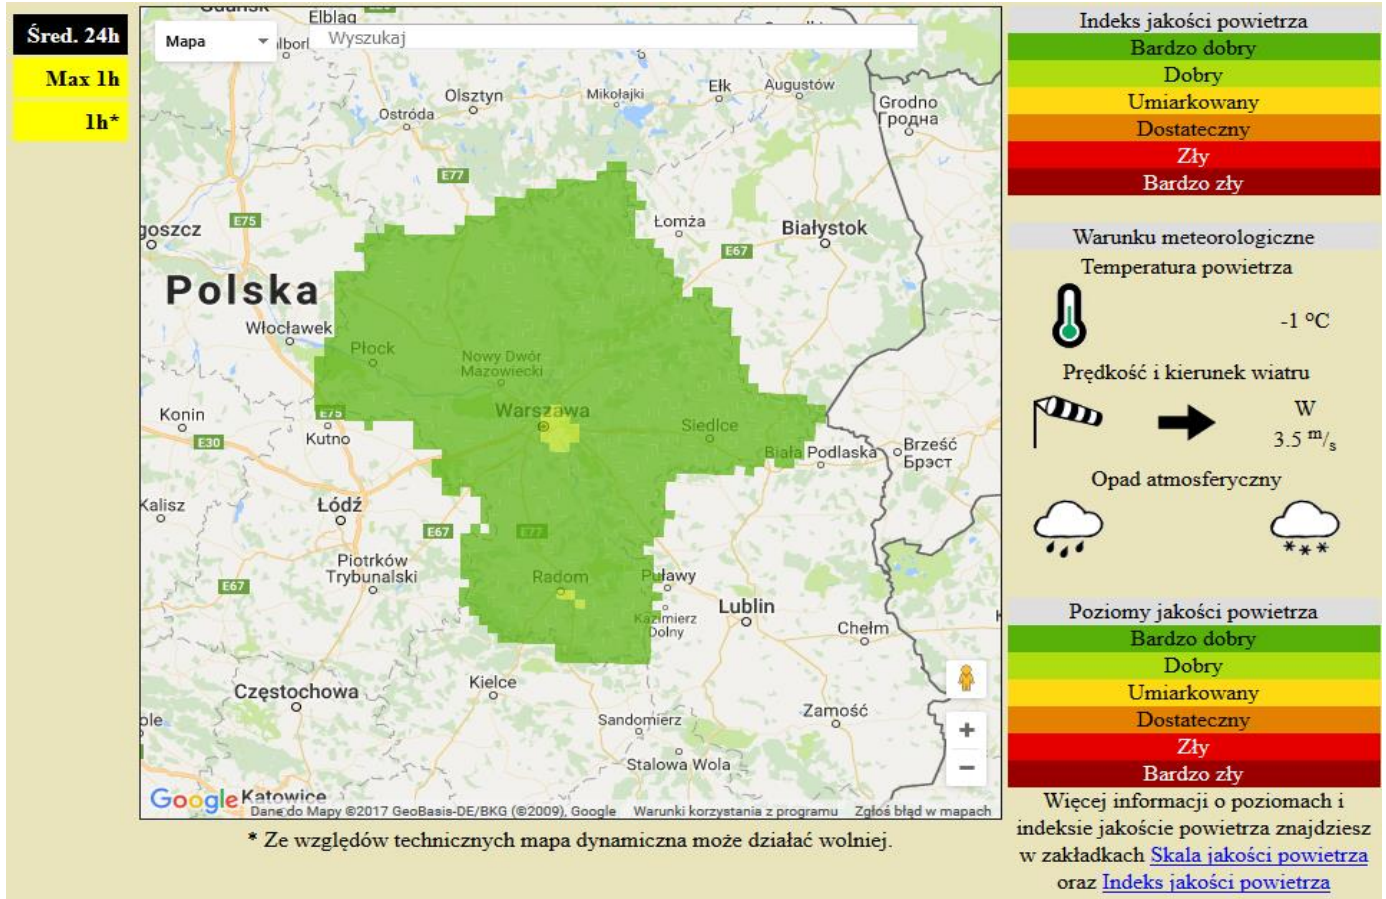 Śred. 24h
Max 1h
1h*
Mapa
Wyszukaj
Elbląg
Olsztyn
Ostróda
Mikołajki
Ełk
Augustów
Grodno
Гродна
E77
E75
goszcz
Łomża
Białystok
E67
Polska
Włocławek
Płock
Nowy Dwór
Mazowiecki
Konin
E75
Warszawa
Siedlce
E30
Kutno
Biała Podlaska
Brześć
Брэст
Kalisz
Łódź
E67
E77
Piotrków
Trybunalski
E67
Radom
Puławy
Kazimierz
Dolny
Lublin
Chełm
Częstochowa
Kielce
Sandomierz
Zamość
ole
Stalowa Wola
+
−
Google
Katowice
Dane do Mapy ©2017 GeoBasis-DE/BKG (©2009), Google
Warunki korzystania z programu
Zgłoś błąd w mapach
* Ze względów technicznych mapa dynamiczna może działać wolniej.
Indeks jakości powietrza
Bardzo dobry
Dobry
Umiarkowany
Dostateczny
Zły
Bardzo zły
Warunku meteorologiczne
Temperatura powietrza
-1 °C
Prędkość i kierunek wiatru
W
3.5 m/s
Opad atmosferyczny
Poziomy jakości powietrza
Bardzo dobry
Dobry
Umiarkowany
Dostateczny
Zły
Bardzo zły
Więcej informacji o poziomach i
indeksie jakoście powietrza znajdziesz
w zakładkach Skala jakości powietrza
oraz Indeks jakości powietrza